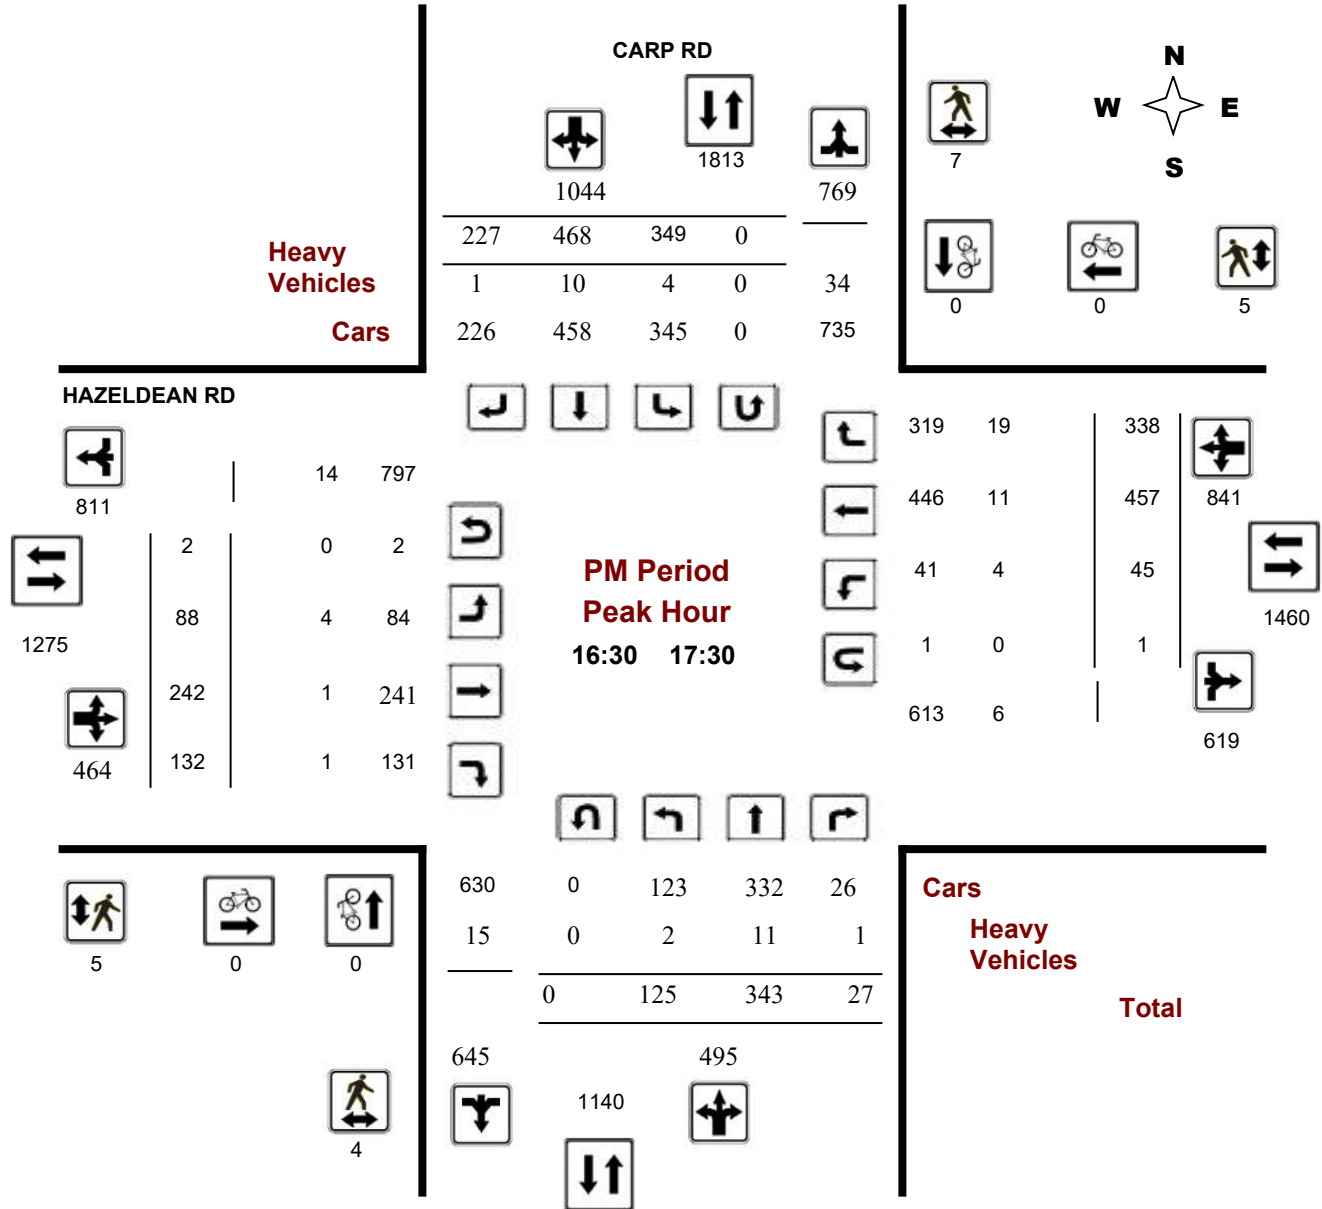 CARP RD
N
W E
S
1813
7
1044 769
227 468 349 0
Heavy
Vehicles
1 10 4 0 34
0 0 5
Cars
226 458 345 0 735
HAZELDEAN RD
319 19 338
14 797
811
446 11 457 841
2 0 2
PM Period
41 4 45
88 4 84
Peak Hour
1460
1275
16:30 17:30
1 0 1
242 1 241
613 6
619
464 132 1 131
630 0 123 332 26
Cars
15 0 2 11 1
Heavy
Vehicles
5 0 0
0 125 343 27
Total
645 495
1140
4